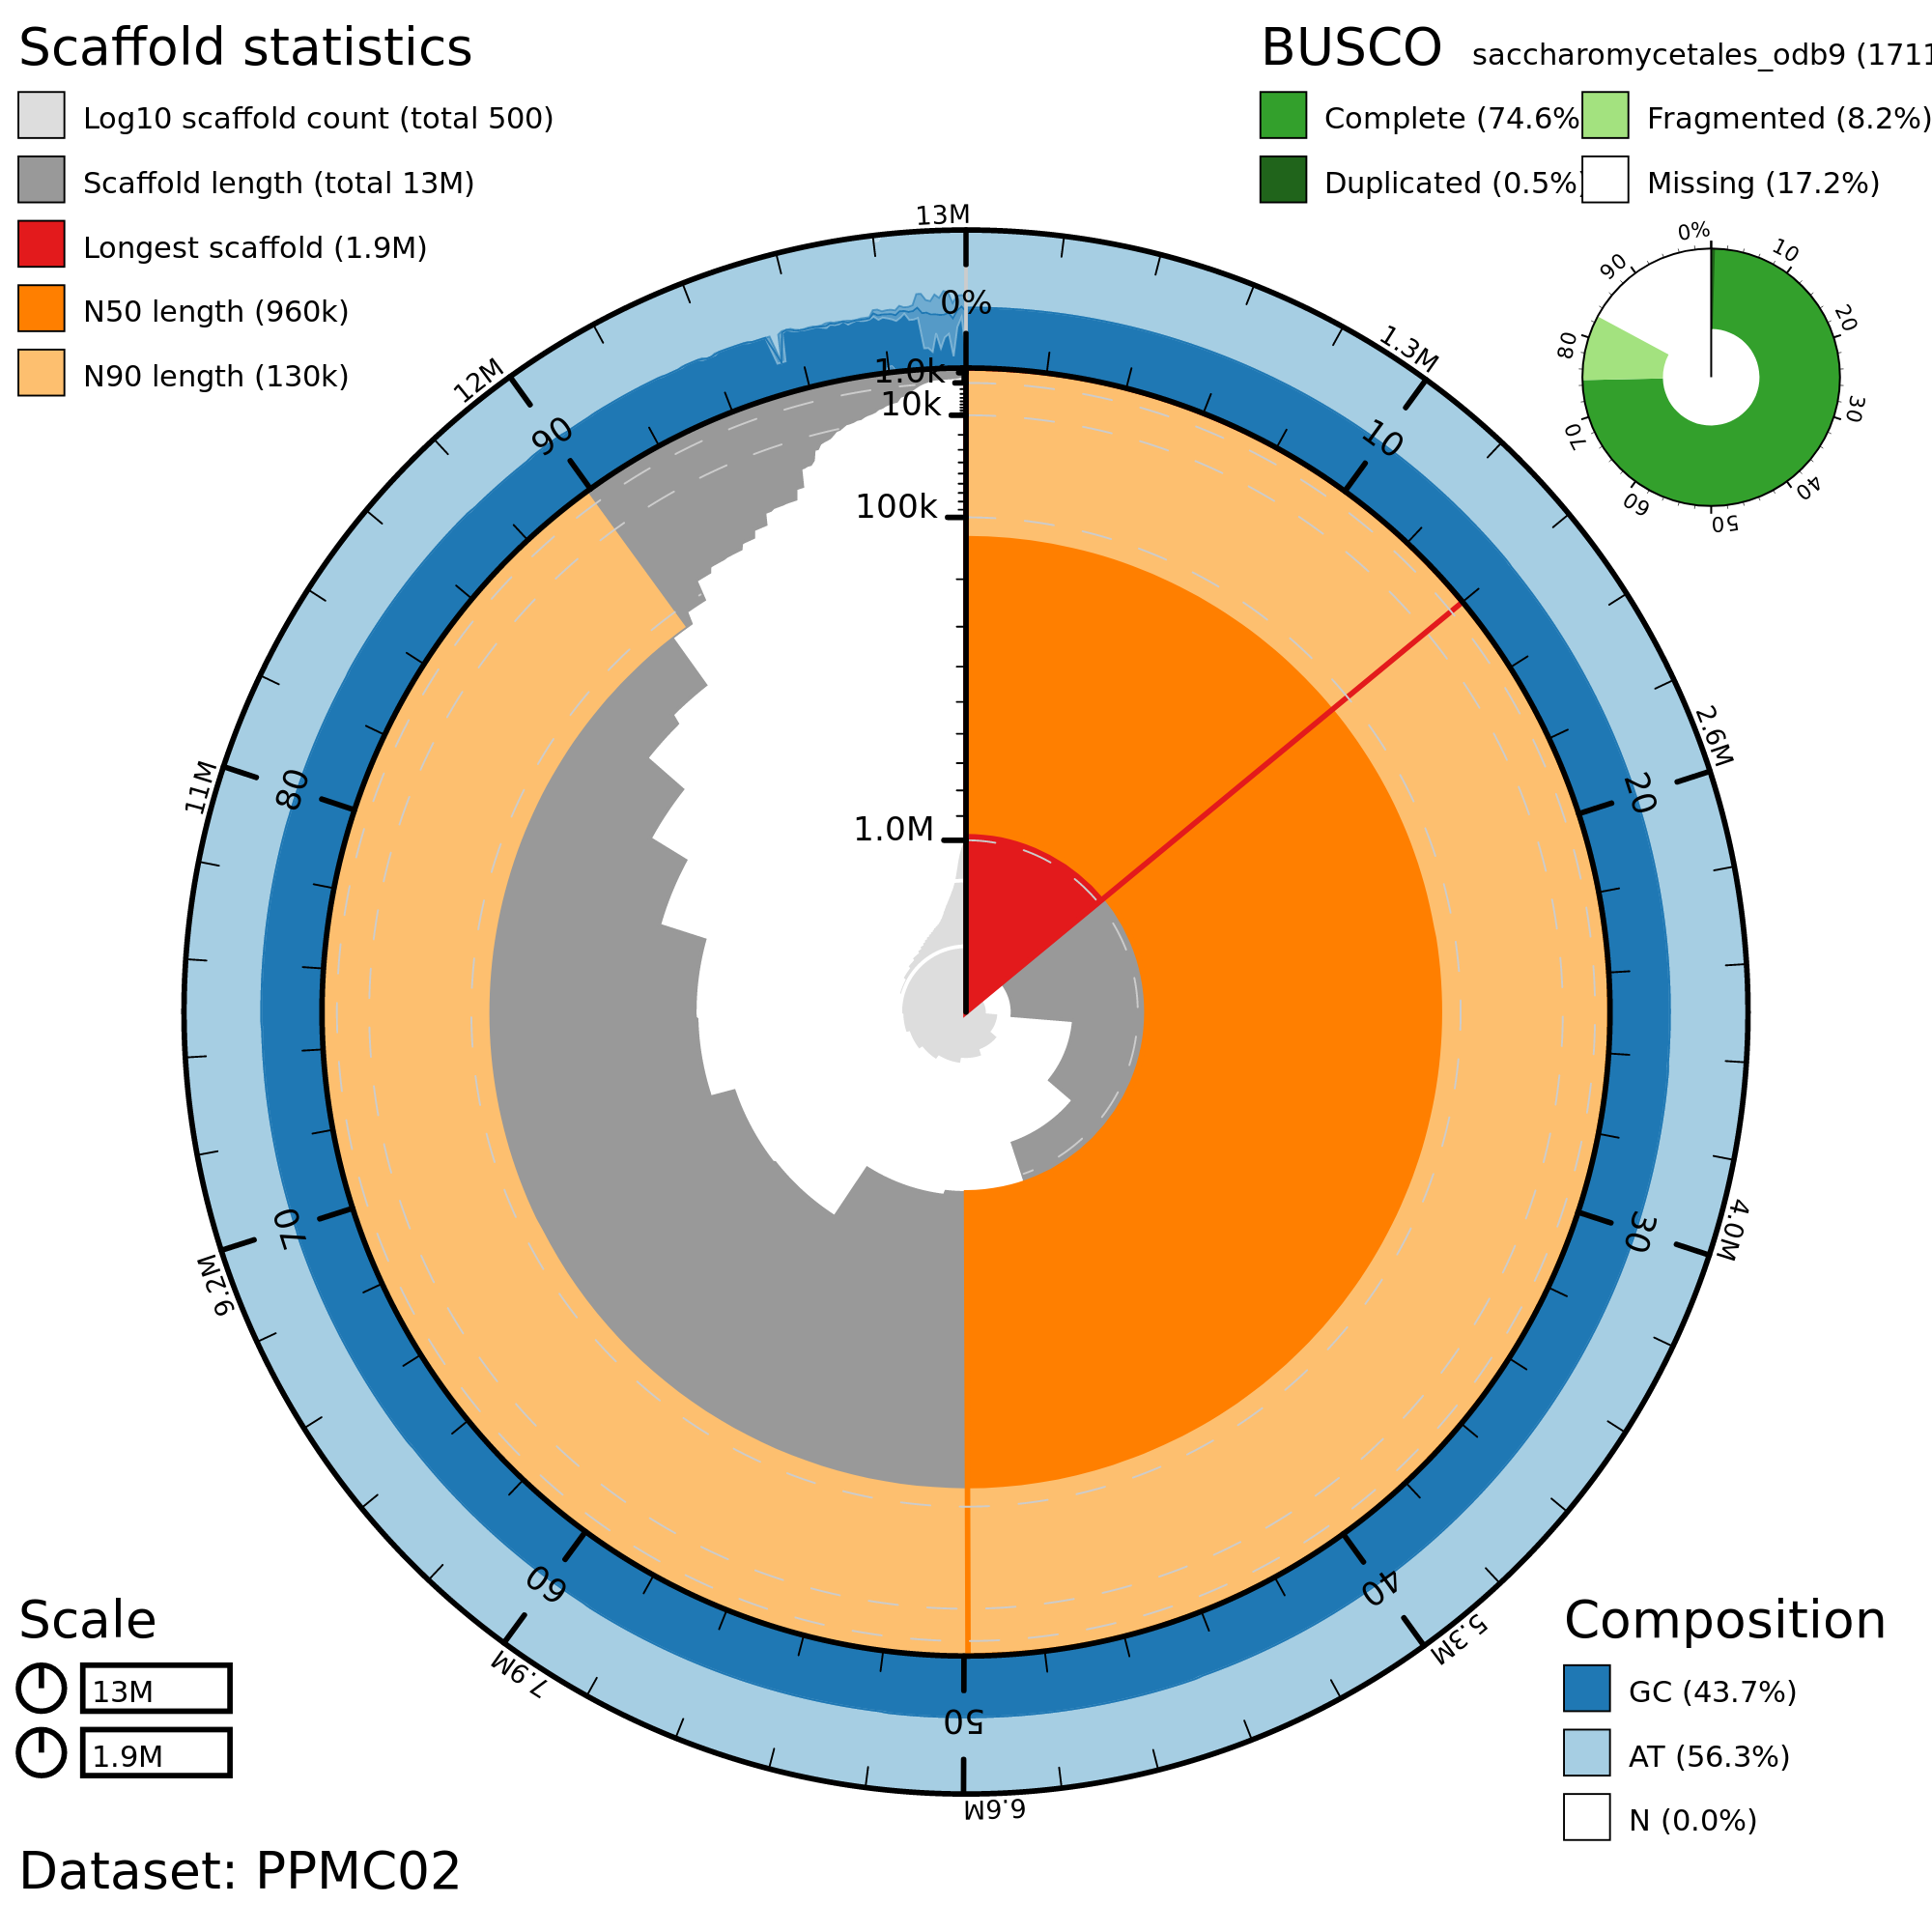 Scaffold statistics
Log10 scaffold count (total 500)
Scaffold length (total 13M)
Longest scaffold (1.9M)
N50 length (960k)
N90 length (130k)
BUSCO saccharomycetales_odb9 (1711
Complete (74.6%
Fragmented (8.2%)
Duplicated (0.5%)
Missing (17.2%)
0%
10
20
30
40
50
60
70
80
90
13M
1.3M
2.6M
4.0M
5.3M
6.6M
7.9M
9.2M
11M
12M
0%
10
20
30
40
50
60
70
80
90
1.0k
10k
100k
1.0M
Scale
13M
1.9M
Composition
GC (43.7%)
AT (56.3%)
N (0.0%)
Dataset: PPMC02